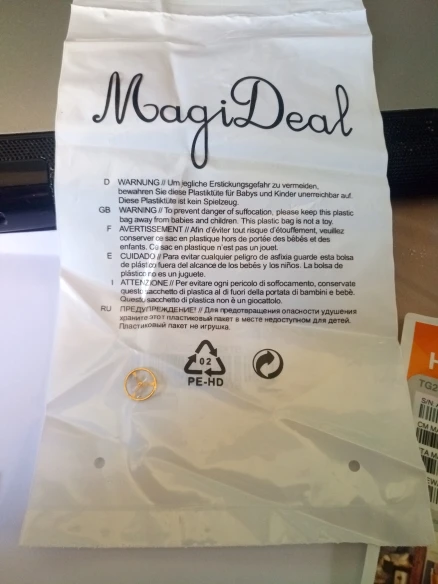 MagiDeal
D WARNUNG // Um jegliche Erstickungsgefahr zu vermeiden,
bewahren Sie diese Plastiktüte für Babys und Kinder unerreichbar auf.
Diese Plastiktüte ist kein Spielzeug.
GB WARNING // To prevent danger of suffocation, please keep this plastic
bag away from babies and children. This plastic bag is not a toy.
F AVERTISSEMENT // Afin d'éviter tout risque d'étouffement, veuillez
conserver ce sac en plastique hors de portée des bébés et des
enfants. Ce sac en plastique n'est pas un jouet.
E CUIDADO // Para evitar cualquier peligro de asfixia guarde esta bolsa
de plástico fuera del alcance de los bebés y los niños. La bolsa de
plástico no es un juguete.
I ATTENZIONE // Per evitare ogni pericolo di soffocamento, conservate
questo sacchetto di plastica al di fuori della portata di bambini e bebè.
Questo sacchetto di plastica non è un giocattolo.
RU ПРЕДУПРЕЖДЕНИЕ! // Для предотвращения опасности удушения
храните этот пластиковый пакет в месте недоступном для детей.
Пластиковый пакет не игрушка.
02
PE-HD
TG2
S/N
CM MA